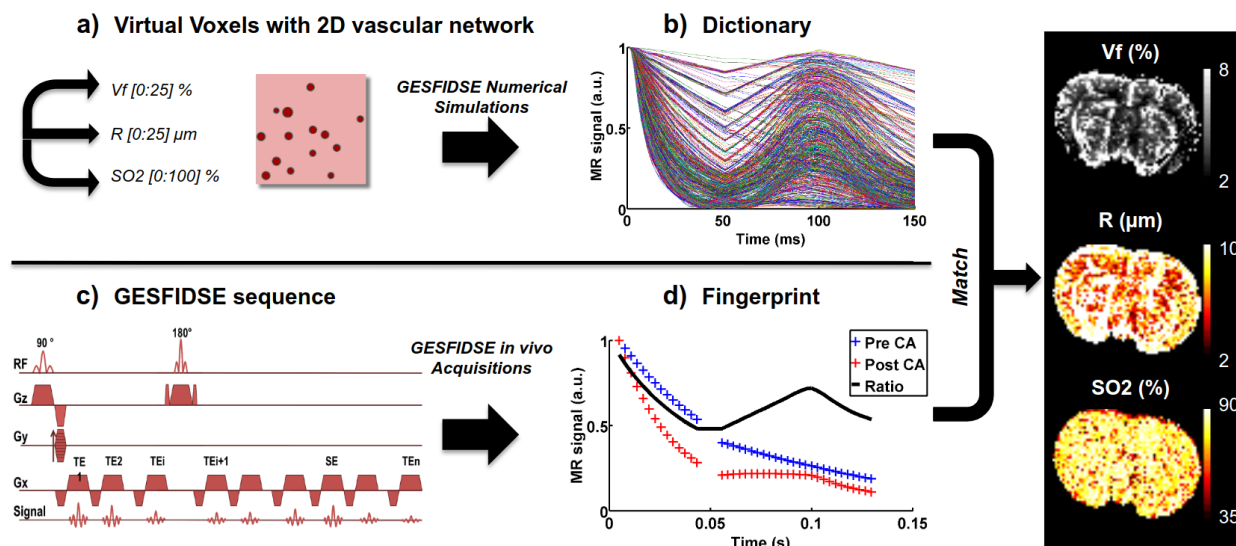 a) Virtual Voxels with 2D vascular network
Vf [0:25] %
R [0:25] µm
SO2 [0:100] %
GESFIDSE Numerical
Simulations
b) Dictionary
MR signal (a.u.)
1
0.5
0
0 50 100 150
Time (ms)
c) GESFIDSE sequence
90 °
180°
RF
Gz
Gy
TE
1
TE2
TEi
TEi+1
SE
TEn
Gx
Signal
GESFIDSE in vivo
Acquisitions
d) Fingerprint
Pre CA
Post CA
Ratio
MR signal (a.u.)
1
0.5
0
0 0.05 0.1 0.15
Time (s)
Match
Vf (%)
8
2
R (µm)
10
2
SO2 (%)
90
35